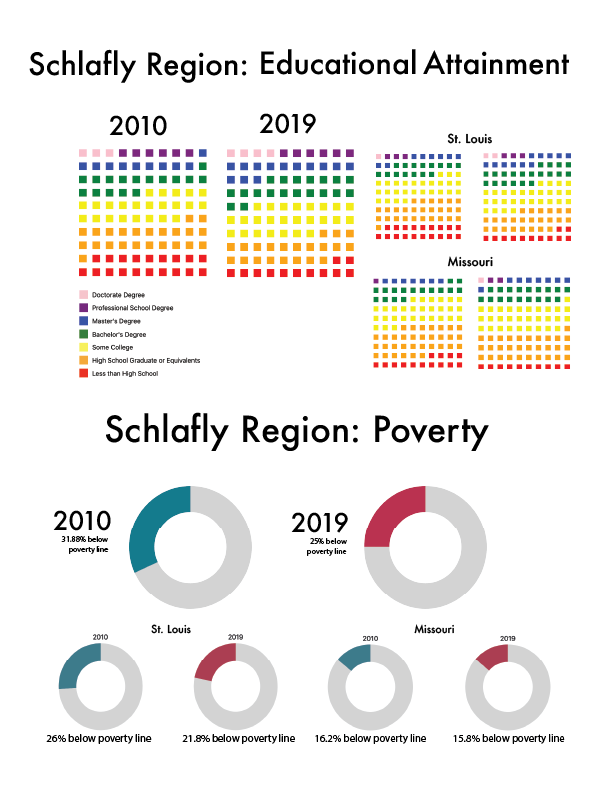 Schlafly Region: Educational Attainment
2010
2019
St. Louis
Missouri
Doctorate Degree
Professional School Degree
Master's Degree
Bachelor's Degree
Some College
High School Graduate or Equivalents
Less than High School
Schlafly Region: Poverty
2010
31.88% below
poverty line
2019
25% below
poverty line
St. Louis
Missouri
2010
2019
2010
2019
26% below poverty line
21.8% below poverty line
16.2% below poverty line
15.8% below poverty line